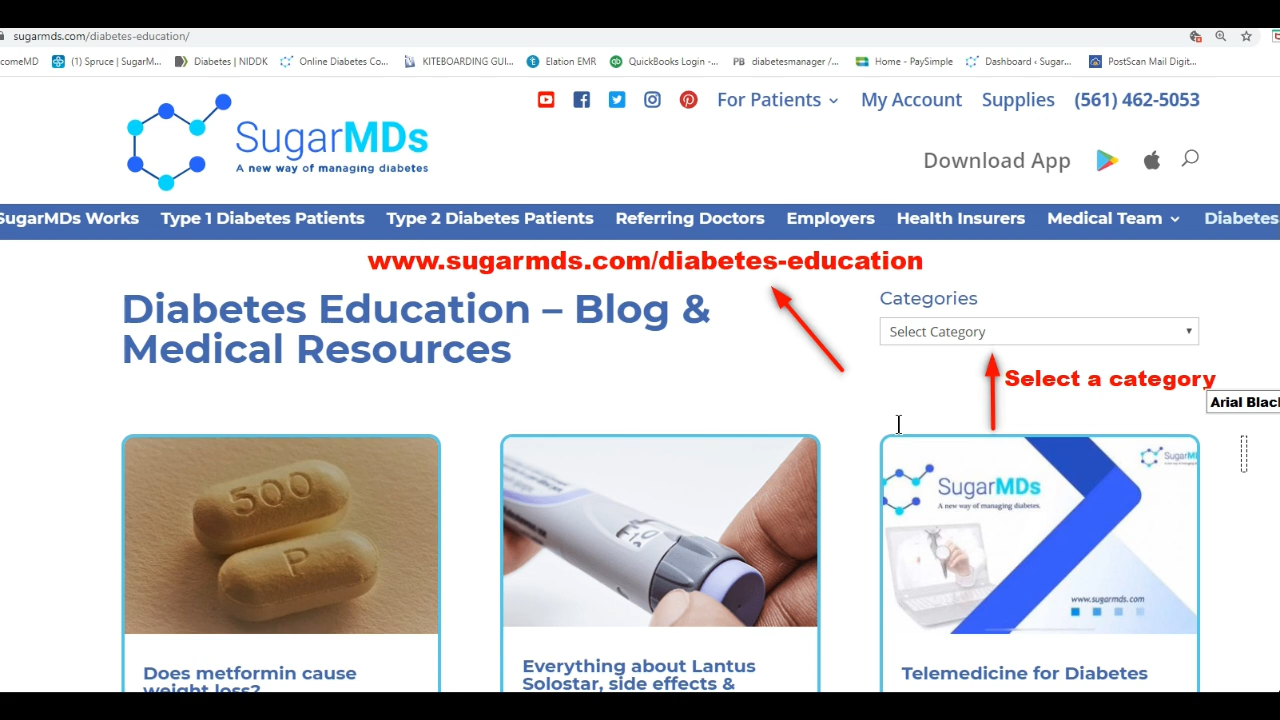 sugarmds.com/diabetes-education/
comeMD (1) Spruce | SugarM... Diabetes | NIDDK Online Diabetes Co... KITEBOARDING GUI... Elation EMR QuickBooks Login -... PB diabetesmanager /... Home - PaySimple Dashboard ‹ Sugar... PostScan Mail Digit...
For Patients My Account Supplies (561) 462-5053
SugarMDs
A new way of managing diabetes
Download App
SugarMDs Works Type 1 Diabetes Patients Type 2 Diabetes Patients Referring Doctors Employers Health Insurers Medical Team Diabetes
www.sugarmds.com/diabetes-education
Diabetes Education – Blog &
Medical Resources
Categories
Select Category
Select a category
Arial Black
500
P
SugarMDs
SugarMDs
A new way of managing diabetes.
www.sugarmds.com
Does metformin cause
weight loss?
Everything about Lantus
Solostar, side effects &
Telemedicine for Diabetes